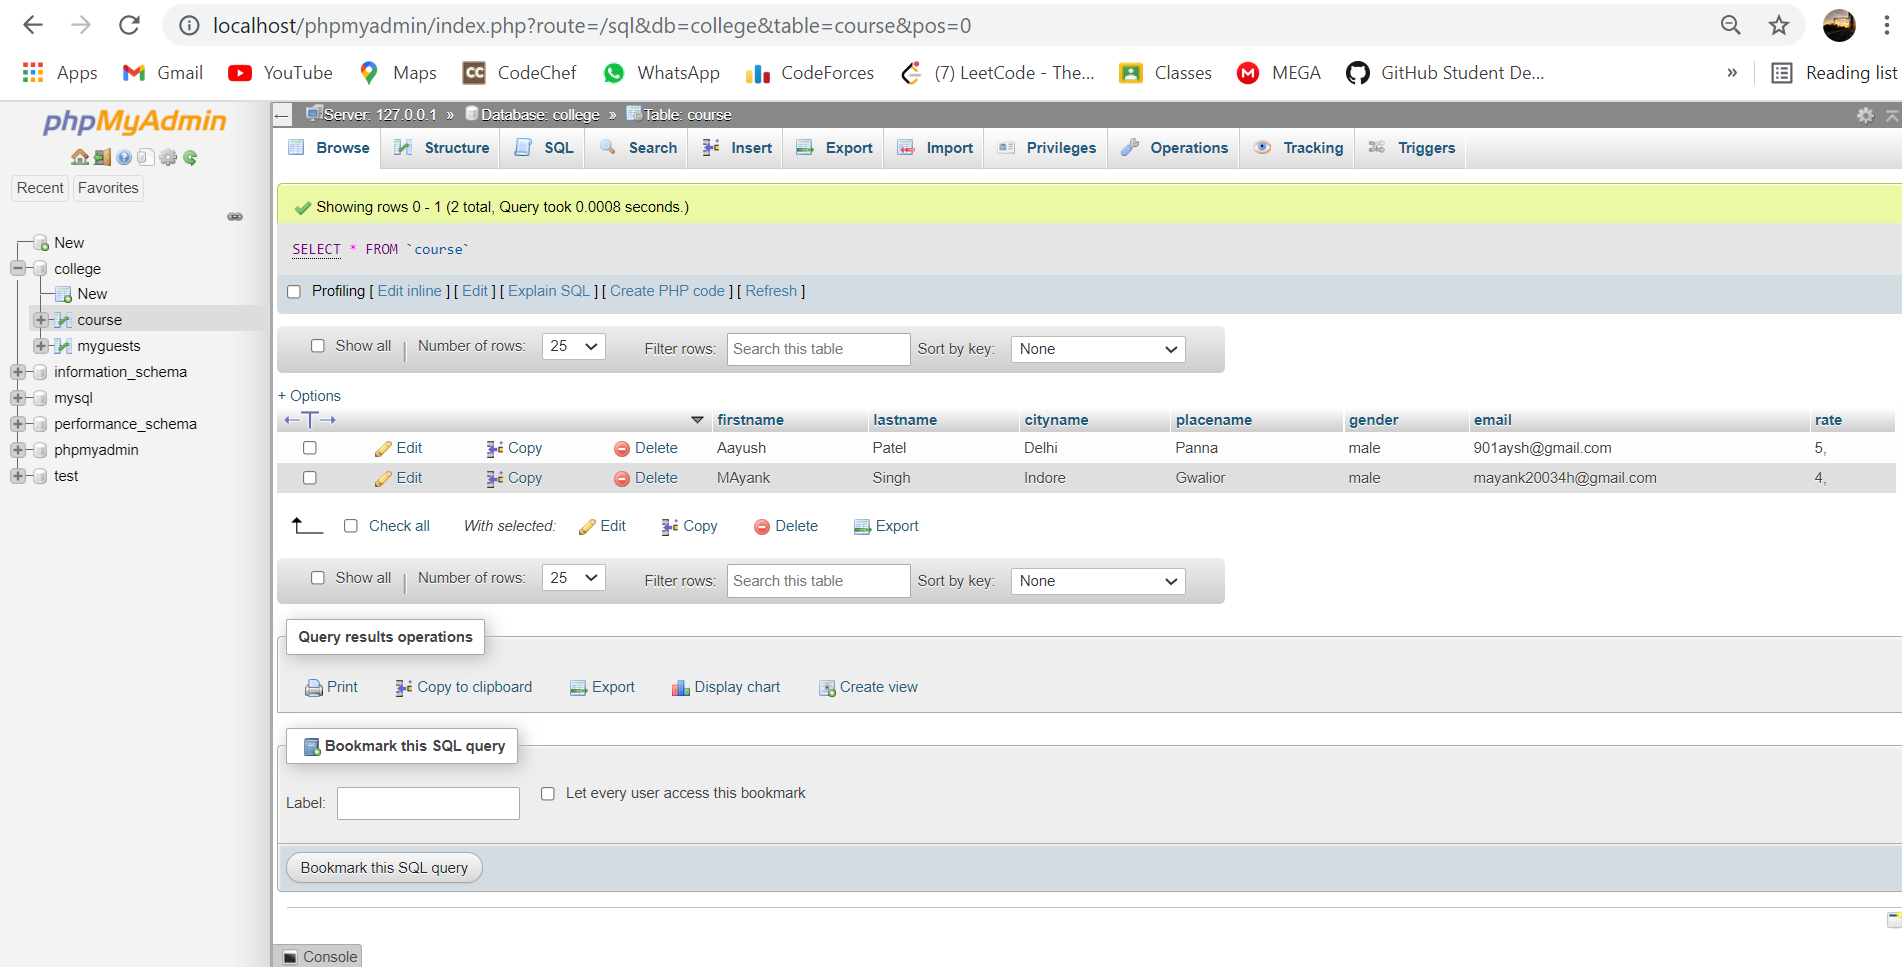 localhost/phpmyadmin/index.php?route=/sql&db=college&table=course&pos=0
Apps Gmail YouTube Maps CodeChef WhatsApp CodeForces (7) LeetCode - The... Classes MEGA GitHub Student De... » Reading list
phpMyAdmin
Recent Favorites
New
college
New
course
myguests
information_schema
mysql
performance_schema
phpmyadmin
test
Server: 127.0.0.1 » Database: college » Table: course
Browse Structure SQL Search Insert Export Import Privileges Operations Tracking Triggers
Showing rows 0 - 1 (2 total, Query took 0.0008 seconds.)
SELECT * FROM `course`
Profiling [ Edit inline ] [ Edit ] [ Explain SQL ] [ Create PHP code ] [ Refresh ]
Show all | Number of rows: 25 Filter rows: Search this table Sort by key: None
+ Options
←T→ firstname lastname cityname placename gender email rate
Edit Copy Delete Aayush Patel Delhi Panna male 901aysh@gmail.com 5,
Edit Copy Delete MAyank Singh Indore Gwalior male mayank20034h@gmail.com 4,
Check all With selected: Edit Copy Delete Export
Show all | Number of rows: 25 Filter rows: Search this table Sort by key: None
Query results operations
Print Copy to clipboard Export Display chart Create view
Bookmark this SQL query
Label: Let every user access this bookmark
Bookmark this SQL query
Console